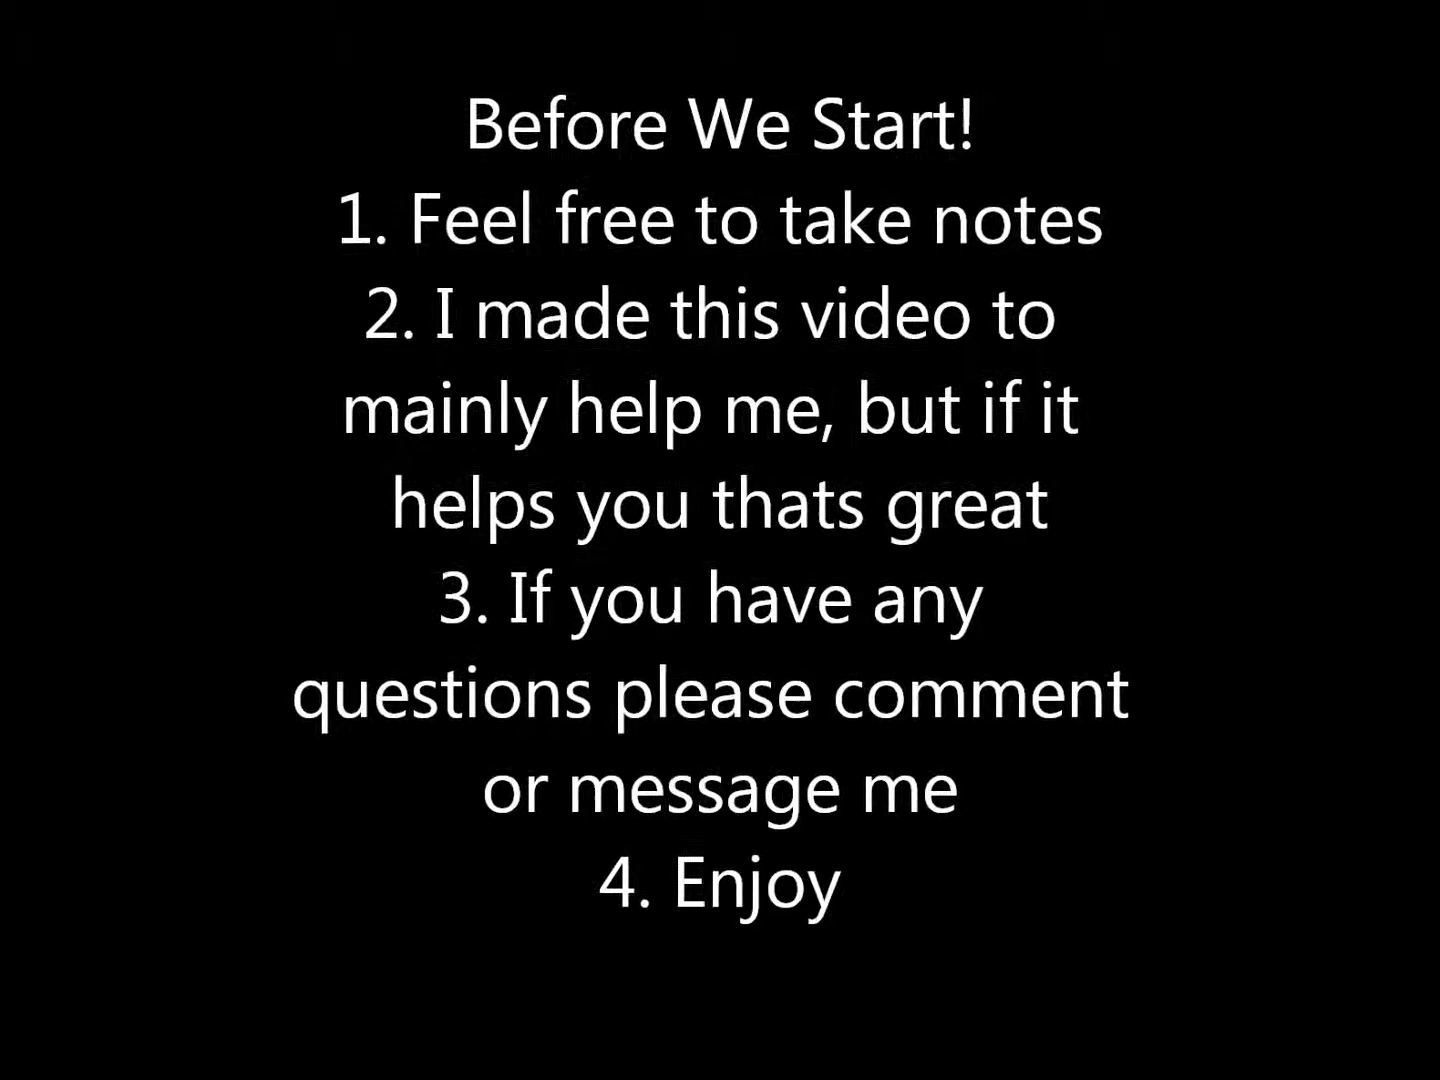 Before We Start!
1. Feel free to take notes
2. I made this video to
mainly help me, but if it
helps you thats great
3. If you have any
questions please comment
or message me
4. Enjoy